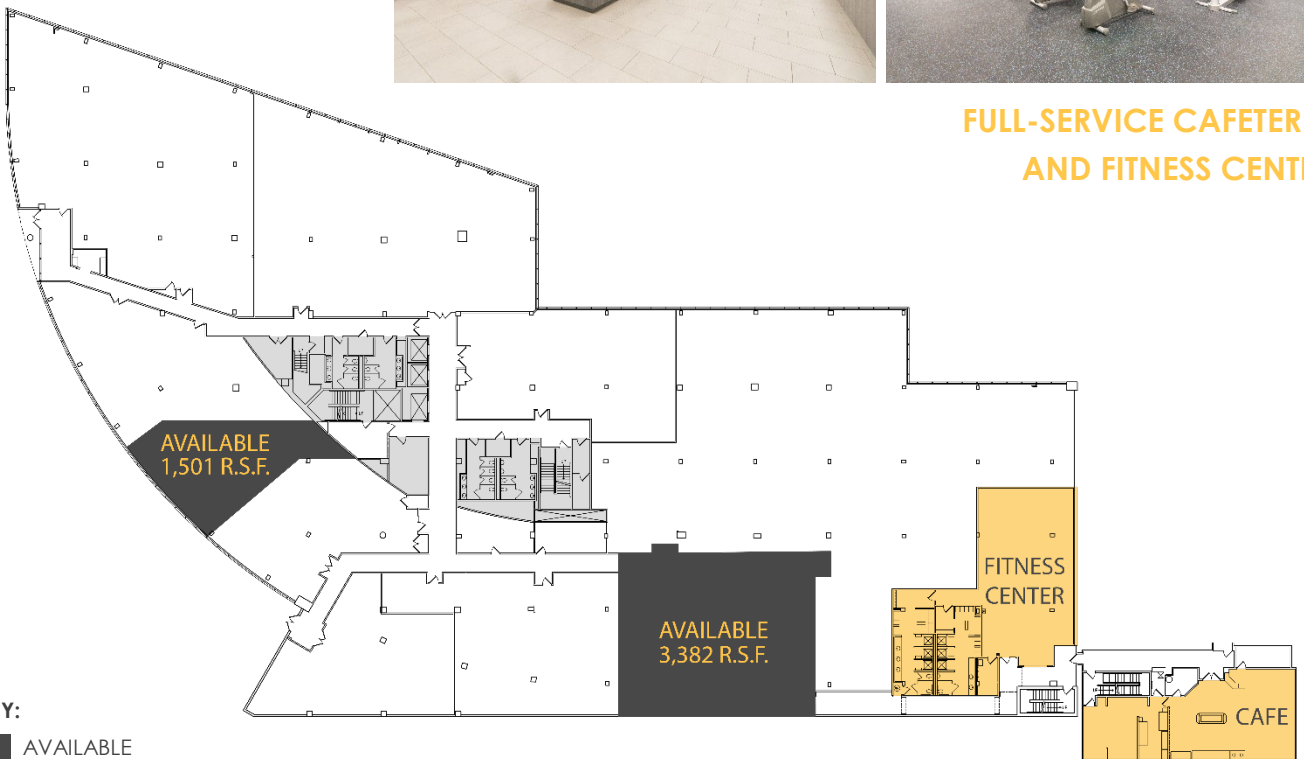 FULL-SERVICE CAFETER
AND FITNESS CENT
AVAILABLE
1,501 R.S.F.
FITNESS
CENTER
AVAILABLE
3,382 R.S.F.
CAFE
Y:
AVAILABLE